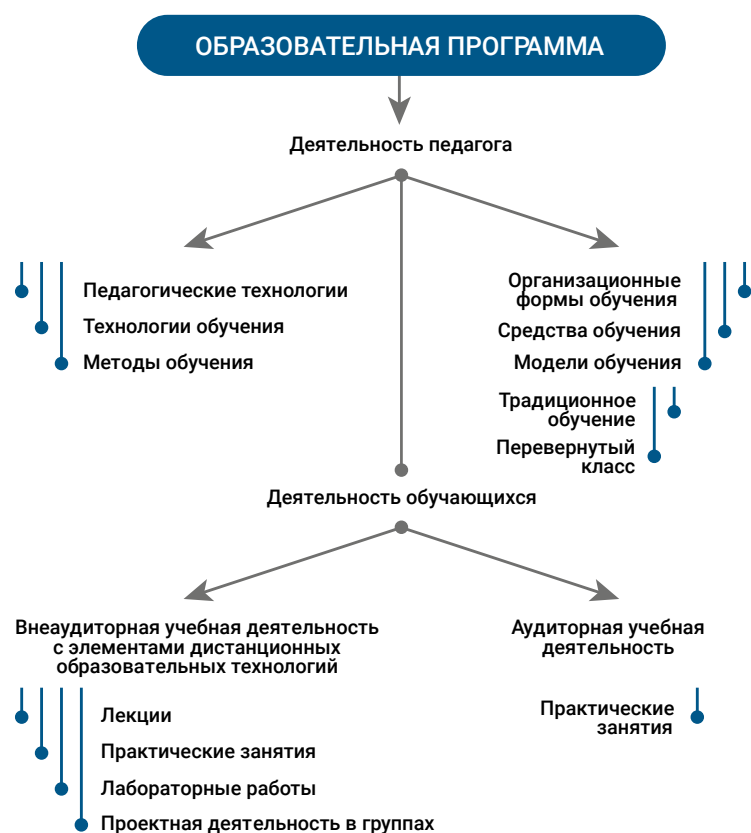 ОБРАЗОВАТЕЛЬНАЯ ПРОГРАММА
Деятельность педагога
Педагогические технологии
Технологии обучения
Методы обучения
Организационные
формы обучения
Средства обучения
Модели обучения
Традиционное
обучение
Перевернутый
класс
Деятельность обучающихся
Внеаудиторная учебная деятельность
с элементами дистанционных
образовательных технологий
Лекции
Практические занятия
Лабораторные работы
Проектная деятельность в группах
Аудиторная учебная
деятельность
Практические
занятия